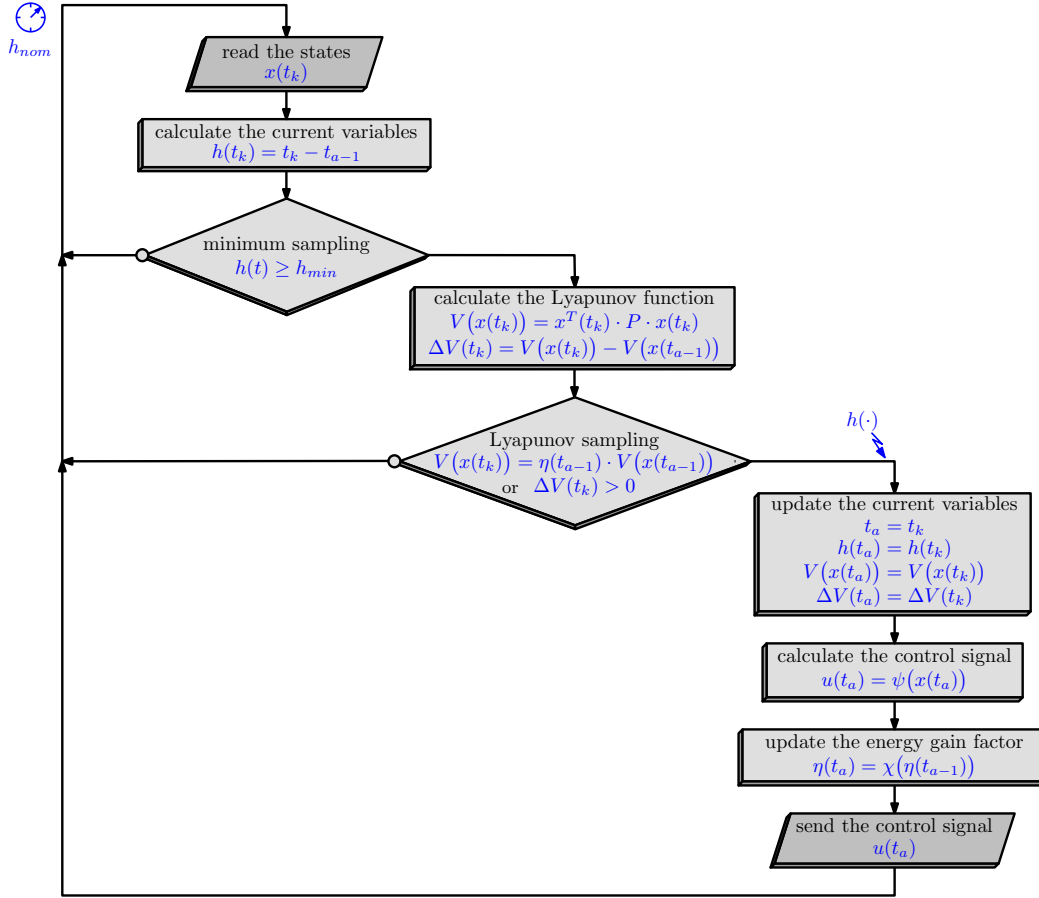 h_{nom}
read the states
x(t_k)
calculate the current variables
h(t_k) = t_k − t_{a−1}
minimum sampling
h(t) ≥ h_{min}
calculate the Lyapunov function
V(x(t_k)) = x^T(t_k) · P · x(t_k)
ΔV(t_k) = V(x(t_k)) − V(x(t_{a−1}))
Lyapunov sampling
V(x(t_k)) = η(t_{a−1}) · V(x(t_{a−1}))
or ΔV(t_k) > 0
h(·)
update the current variables
t_a = t_k
h(t_a) = h(t_k)
V(x(t_a)) = V(x(t_k))
ΔV(t_a) = ΔV(t_k)
calculate the control signal
u(t_a) = ψ(x(t_a))
update the energy gain factor
η(t_a) = χ(η(t_{a−1}))
send the control signal
u(t_a)